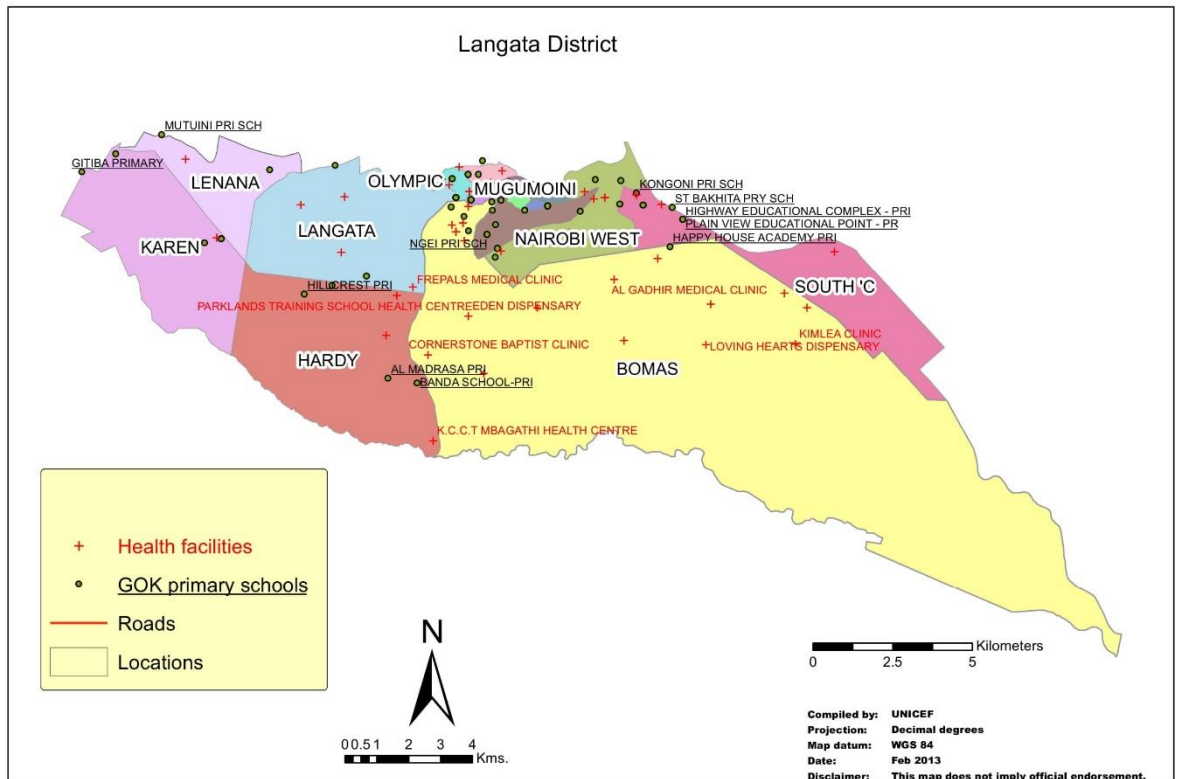 Langata District
MUTUINI PRI SCH
GITIBA PRIMARY
LENANA
OLYMPIC
MUGUMOINI
KONGONI PRI SCH
ST BAKHITA PRY SCH
HIGHWAY EDUCATIONAL COMPLEX - PRI
PLAIN VIEW EDUCATIONAL POINT - PR
LANGATA
KAREN
NGEI PRI SCH
NAIROBI WEST
HAPPY HOUSE ACADEMY PRI
HILLCREST PRI
FREPALS MEDICAL CLINIC
AL GADHIR MEDICAL CLINIC
SOUTH 'C
PARKLANDS TRAINING SCHOOL HEALTH CENTRE
EDEN DISPENSARY
KIMLEA CLINIC
HARDY
CORNERSTONE BAPTIST CLINIC
LOVING HEARTS DISPENSARY
BOMAS
AL MADRASA PRI
BANDA SCHOOL-PRI
K.C.C.T MBAGATHI HEALTH CENTRE
Health facilities
GOK primary schools
Roads
Locations
N
0 0.5 1 2 3 4
Kms.
Kilometers
0 2.5 5
Compiled by: UNICEF
Projection: Decimal degrees
Map datum: WGS 84
Date: Feb 2013
Disclaimer: This map does not imply official endorsement.